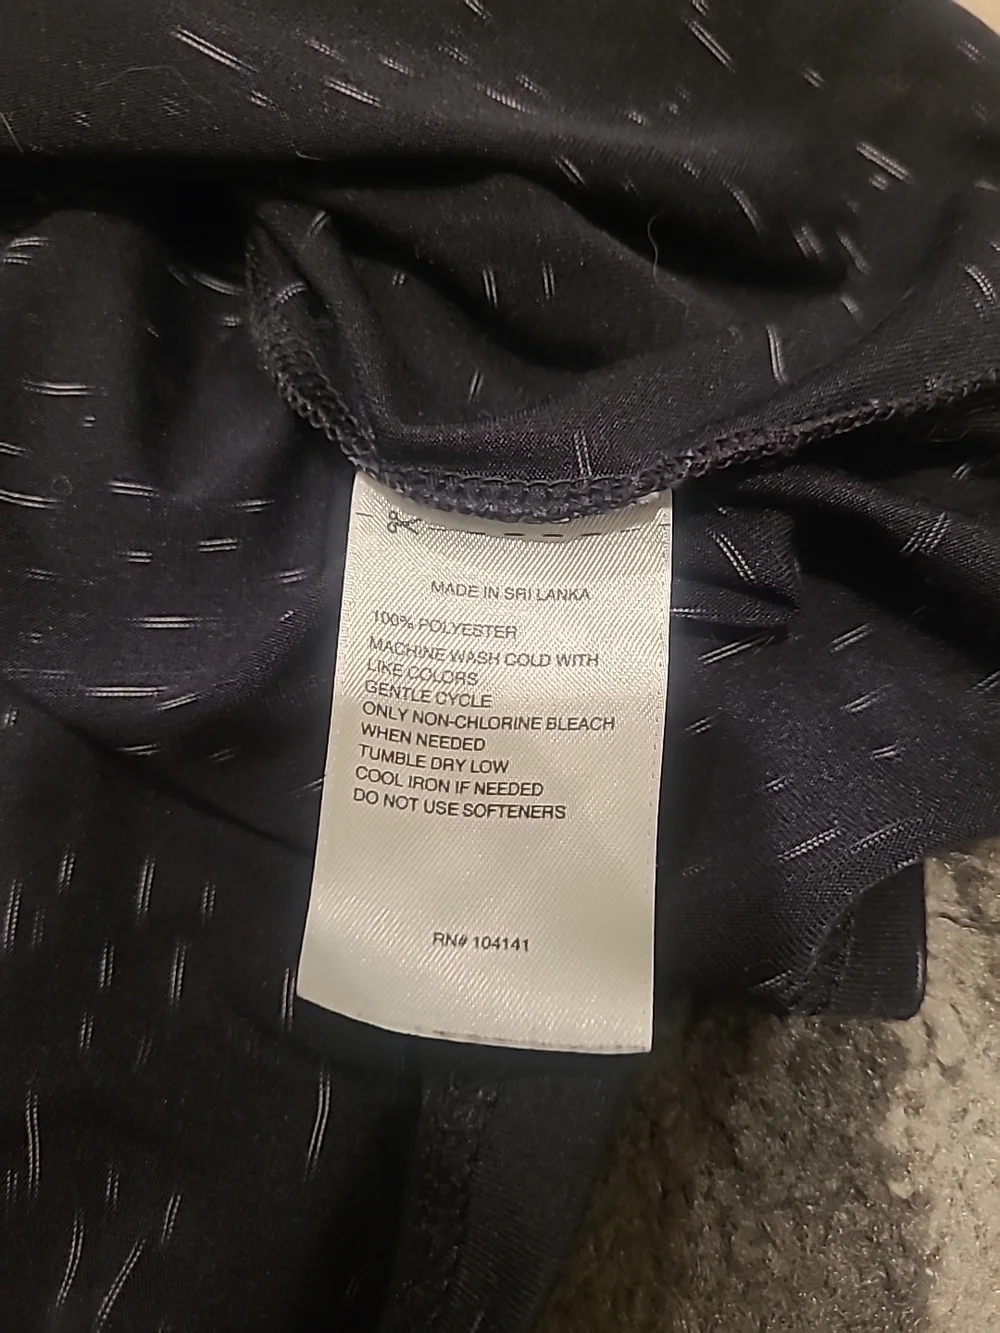 MADE IN SRI LANKA
100% POLYESTER
MACHINE WASH COLD WITH
LIKE COLORS
GENTLE CYCLE
ONLY NON-CHLORINE BLEACH
WHEN NEEDED
TUMBLE DRY LOW
COOL IRON IF NEEDED
DO NOT USE SOFTENERS
RN# 104141